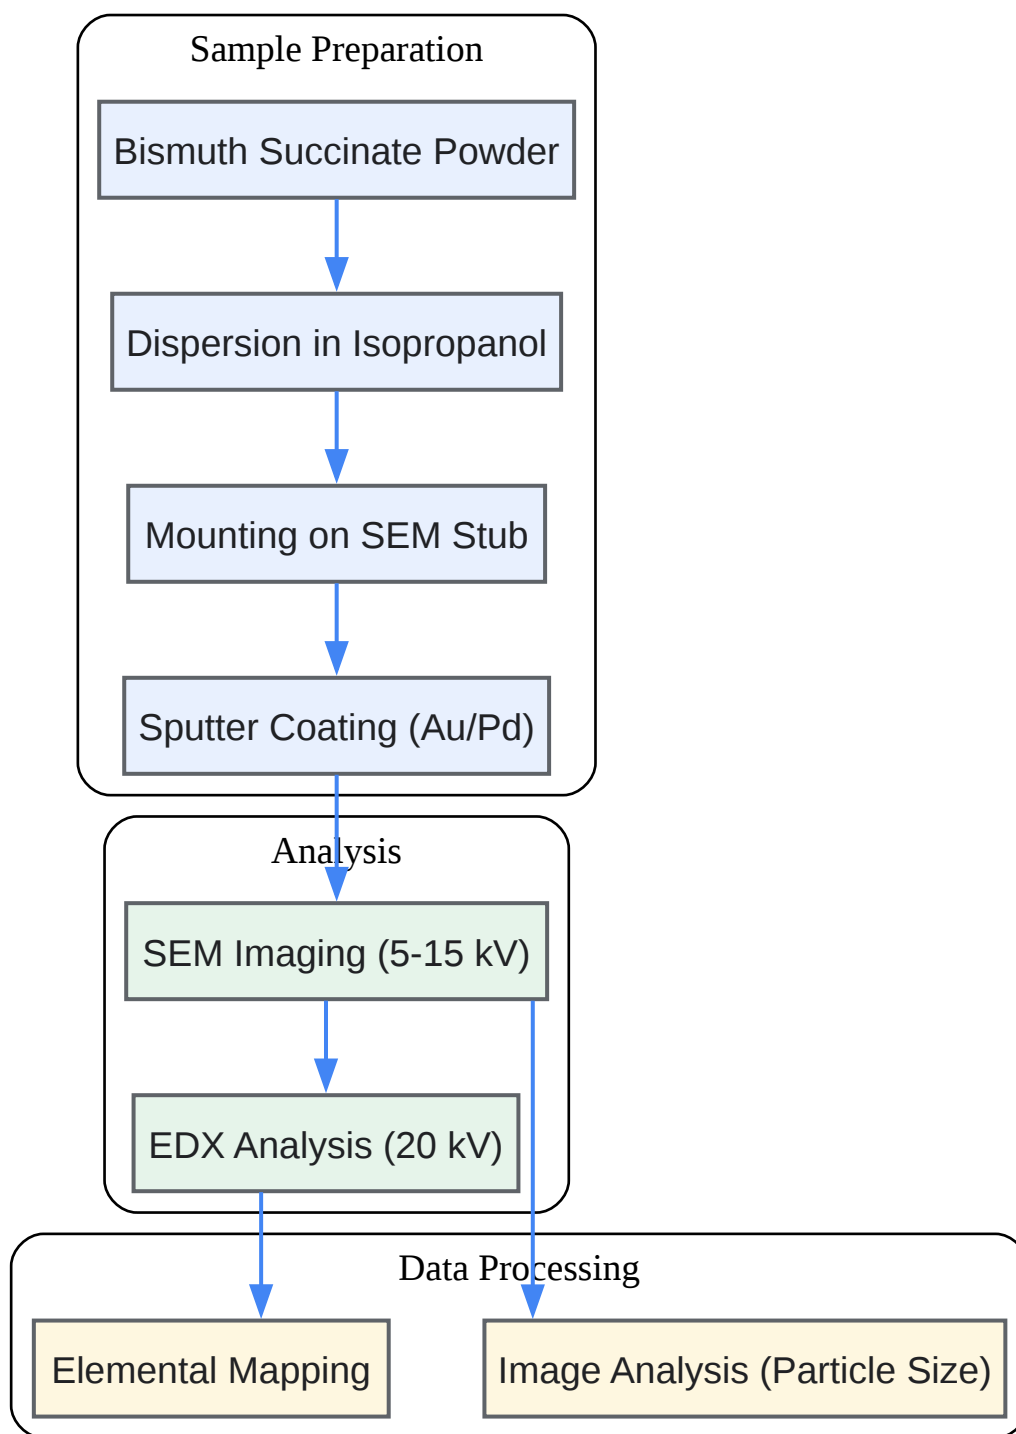 Sample Preparation
Bismuth Succinate Powder
Dispersion in Isopropanol
Mounting on SEM Stub
Sputter Coating (Au/Pd)
Analysis
SEM Imaging (5-15 kV)
EDX Analysis (20 kV)
Data Processing
Elemental Mapping
Image Analysis (Particle Size)